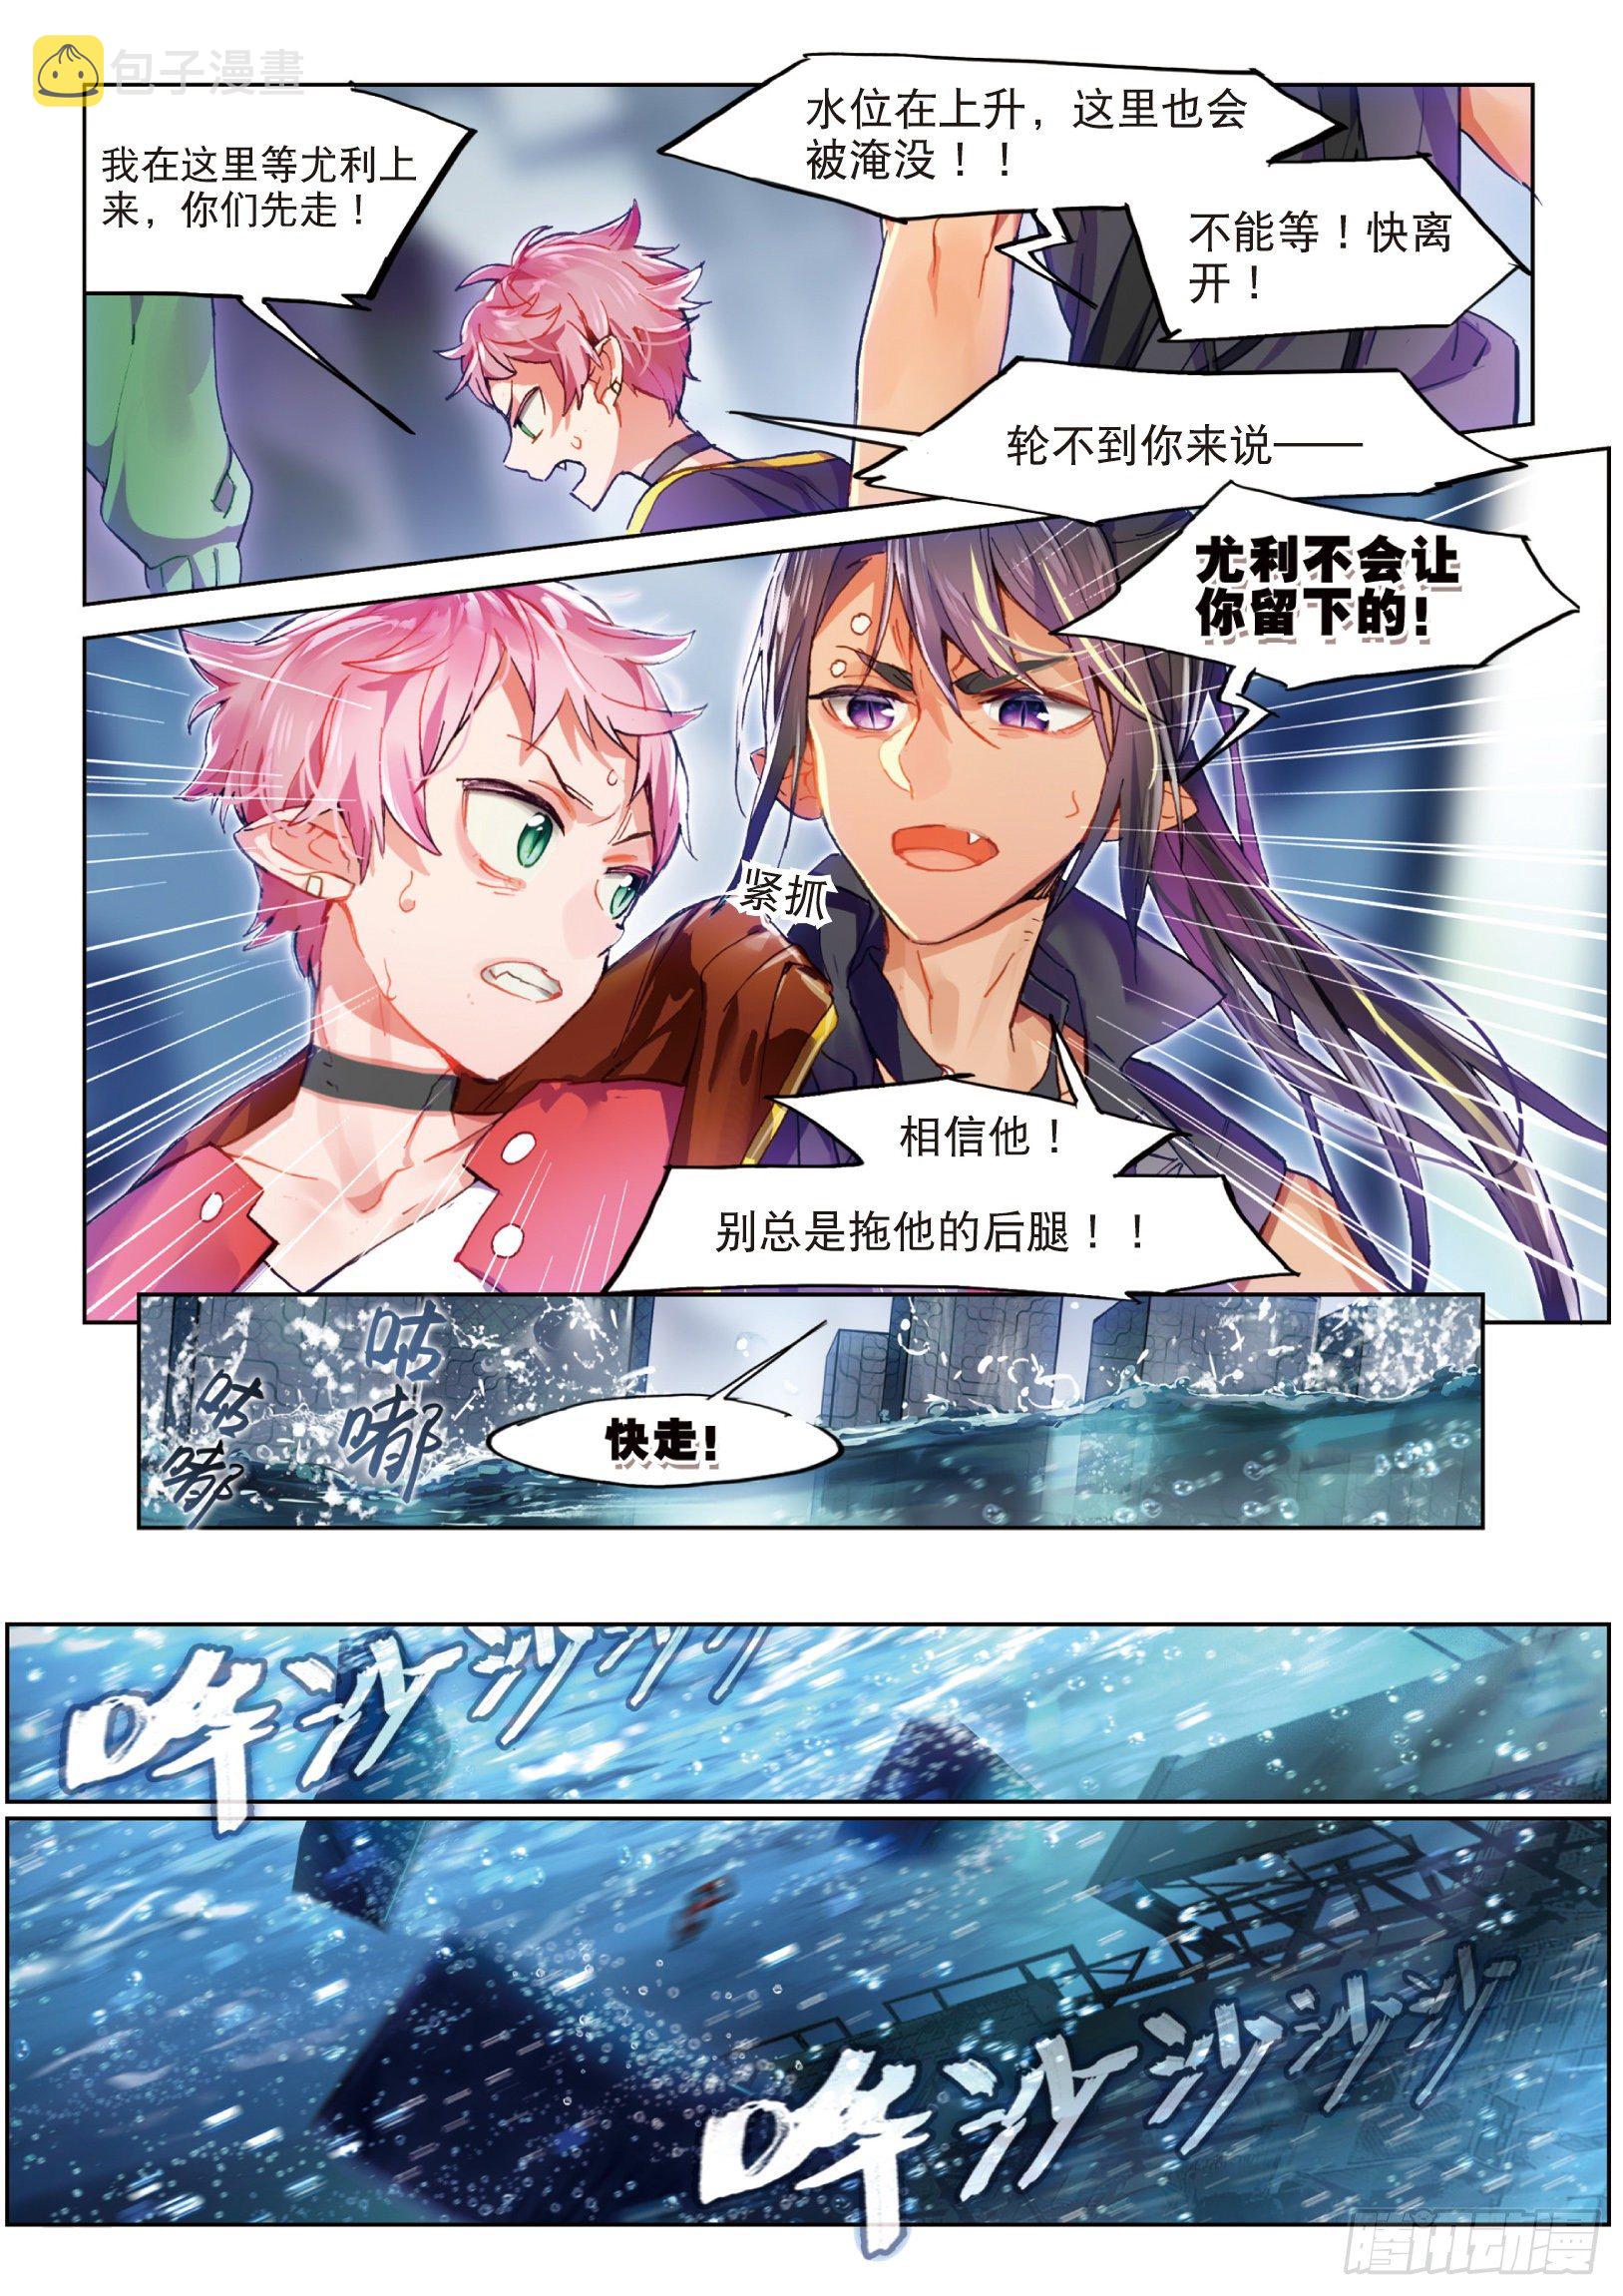 包子漫畫
我在这里等尤利上
来，你们先走！
水位在上升，这里也会
被淹没！！
不能等！快离
开！
轮不到你来说——
尤利不会让
你留下的！
紧抓
相信他！
别总是拖他的后腿！！
咕嘟
咕嘟
快走！
哗沙沙沙沙
哗沙沙沙沙沙
腾讯动漫